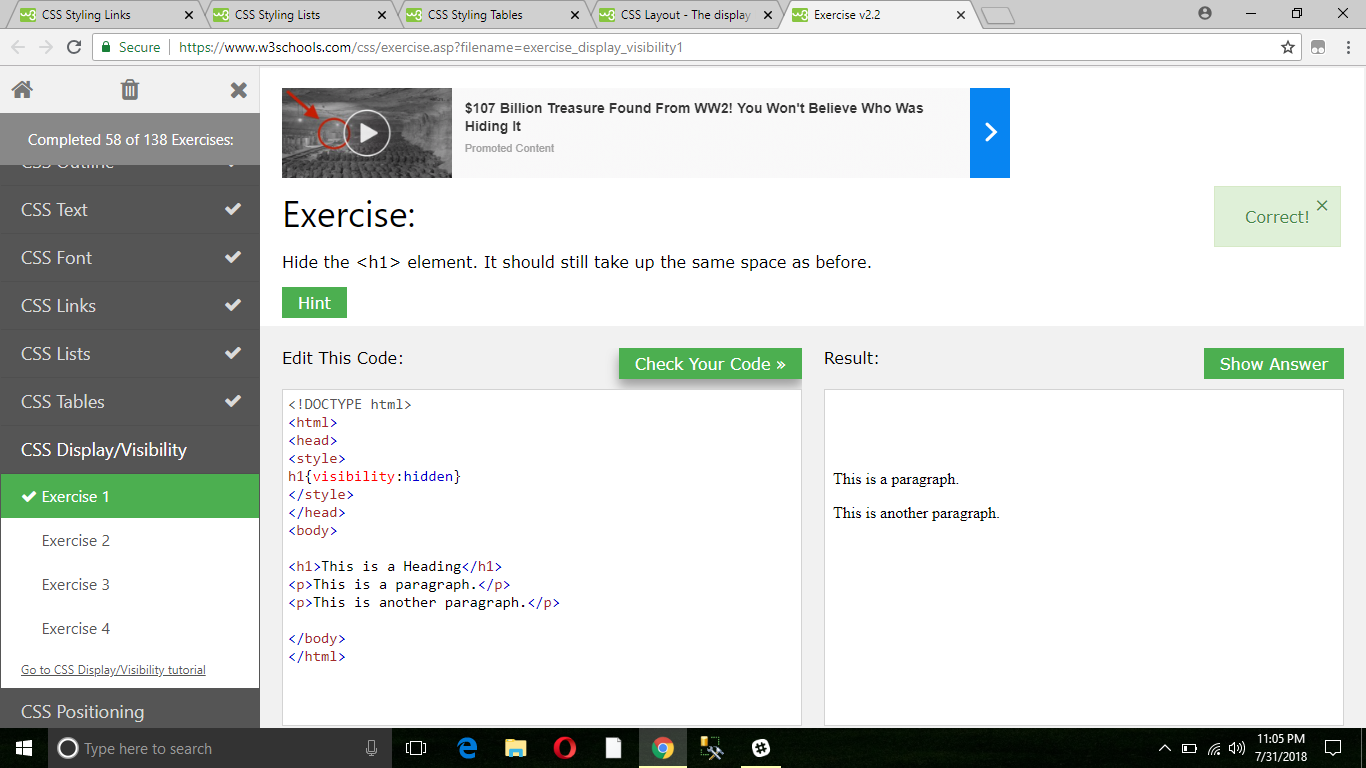 CSS Styling Links
CSS Styling Lists
CSS Styling Tables
CSS Layout - The display
Exercise v2.2
Secure
https://www.w3schools.com/css/exercise.asp?filename=exercise_display_visibility1
Completed 58 of 138 Exercises:
CSS Outline
CSS Text
CSS Font
CSS Links
CSS Lists
CSS Tables
CSS Display/Visibility
Exercise 1
Exercise 2
Exercise 3
Exercise 4
Go to CSS Display/Visibility tutorial
CSS Positioning
$107 Billion Treasure Found From WW2! You Won't Believe Who Was
Hiding It
Promoted Content
Exercise:
Correct!
Hide the <h1> element. It should still take up the same space as before.
Hint
Edit This Code:
Check Your Code »
<!DOCTYPE html>
<html>
<head>
<style>
h1{visibility:hidden}
</style>
</head>
<body>
<h1>This is a Heading</h1>
<p>This is a paragraph.</p>
<p>This is another paragraph.</p>
</body>
</html>
Result:
Show Answer
This is a paragraph.
This is another paragraph.
Type here to search
11:05 PM
7/31/2018